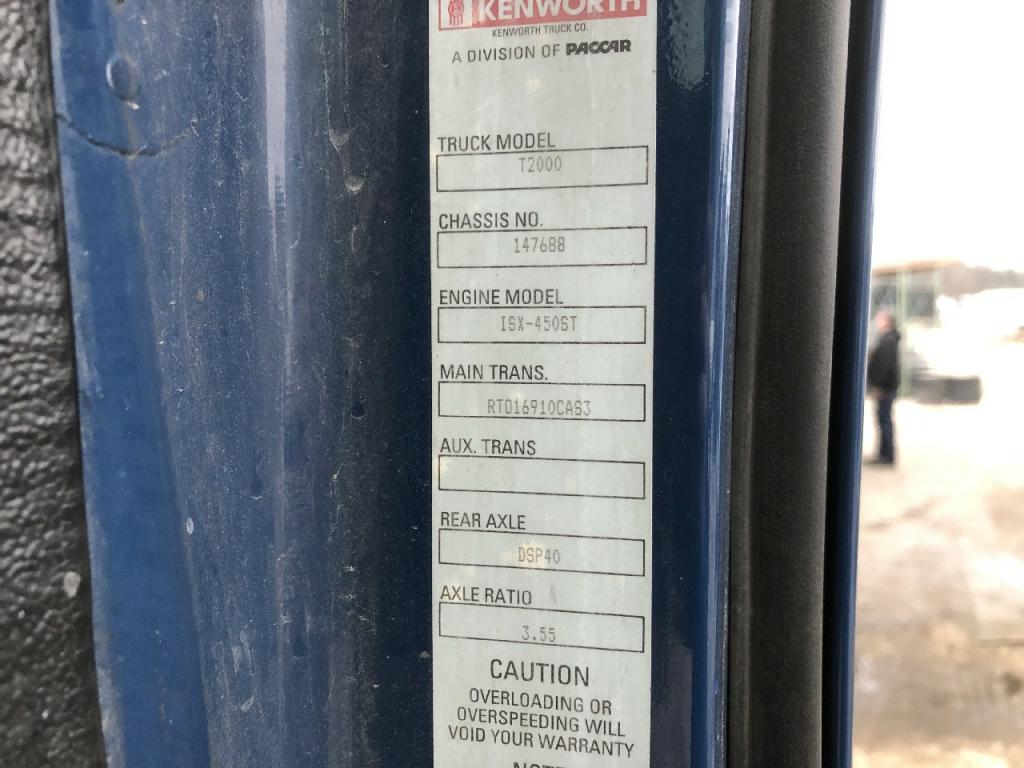 KENWORTH
KENWORTH TRUCK CO.
A DIVISION OF PACCAR
TRUCK MODEL
T2000
CHASSIS NO.
147688
ENGINE MODEL
ISX-450ST
MAIN TRANS.
RTO16910CAS3
AUX. TRANS
REAR AXLE
DSP40
AXLE RATIO
3.55
CAUTION
OVERLOADING OR
OVERSPEEDING WILL
VOID YOUR WARRANTY